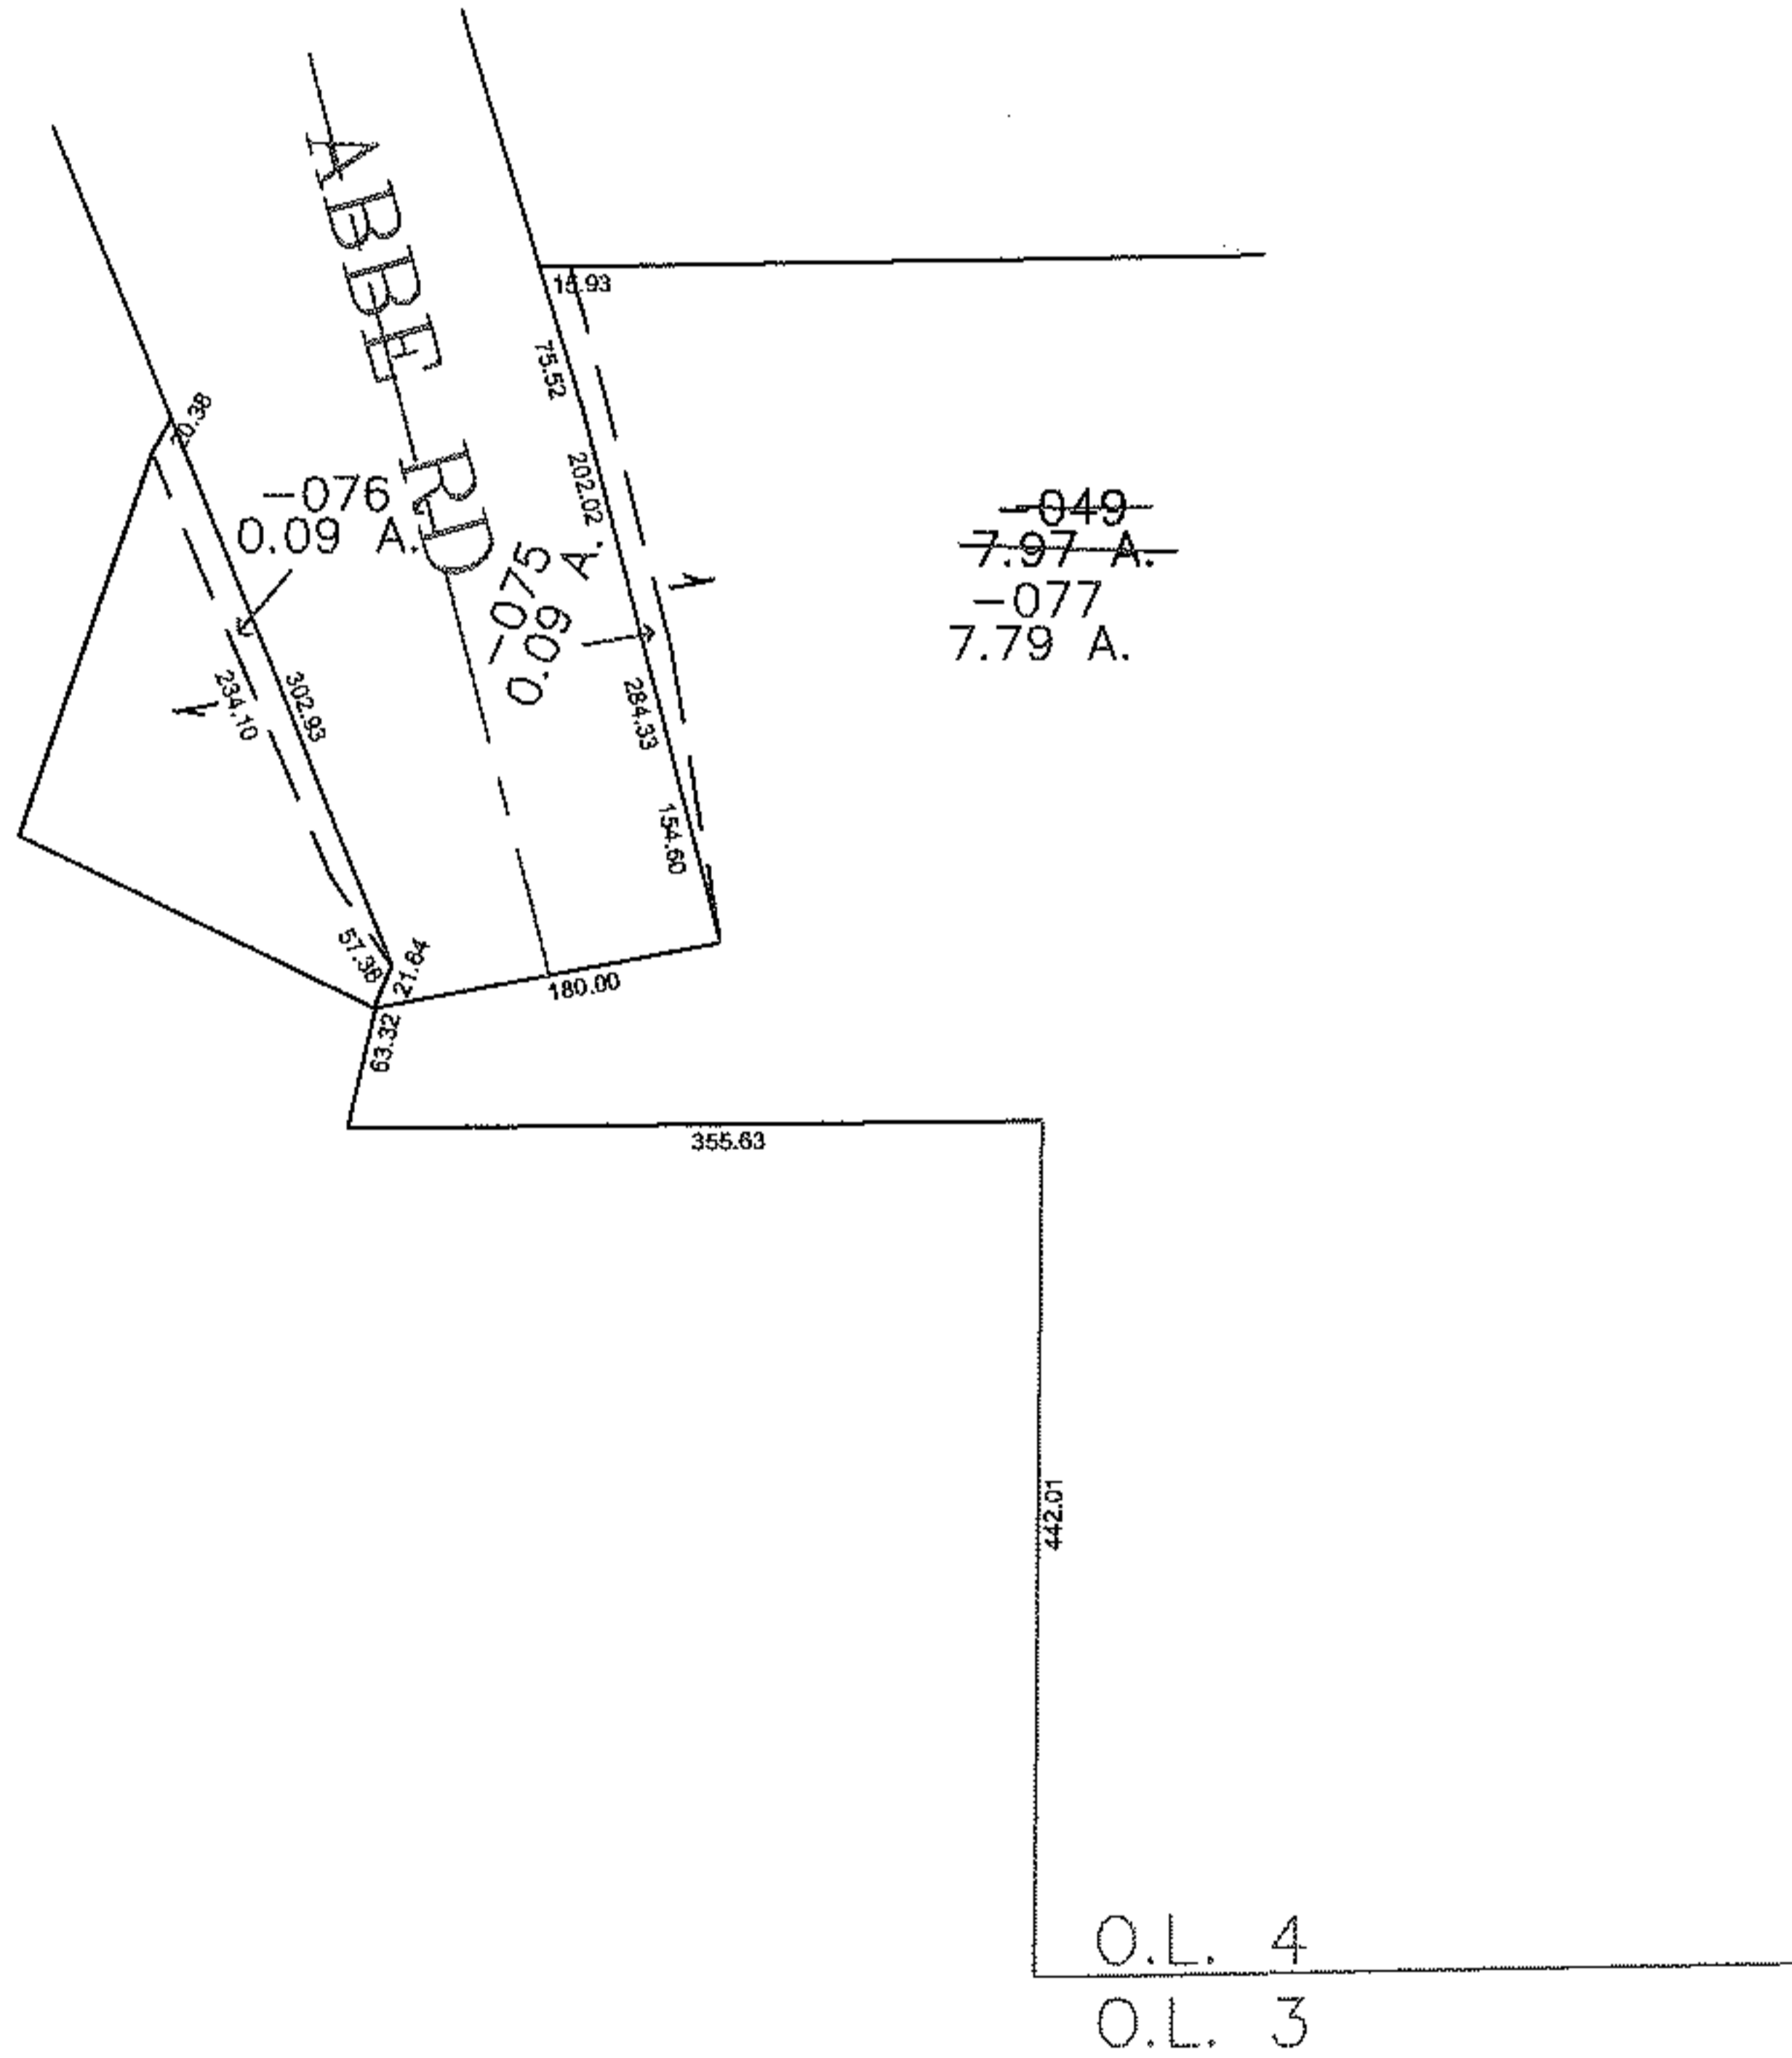 ABBE RD
15.93
75.52
20.38
-076
0.09 A.
202.02
-075
0.09 A.
-049
7.97 A.
-077
7.79 A.
234.10
302.93
284.33
154.60
57.38
21.64
180.00
63.32
355.63
442.01
O.L. 4
O.L. 3